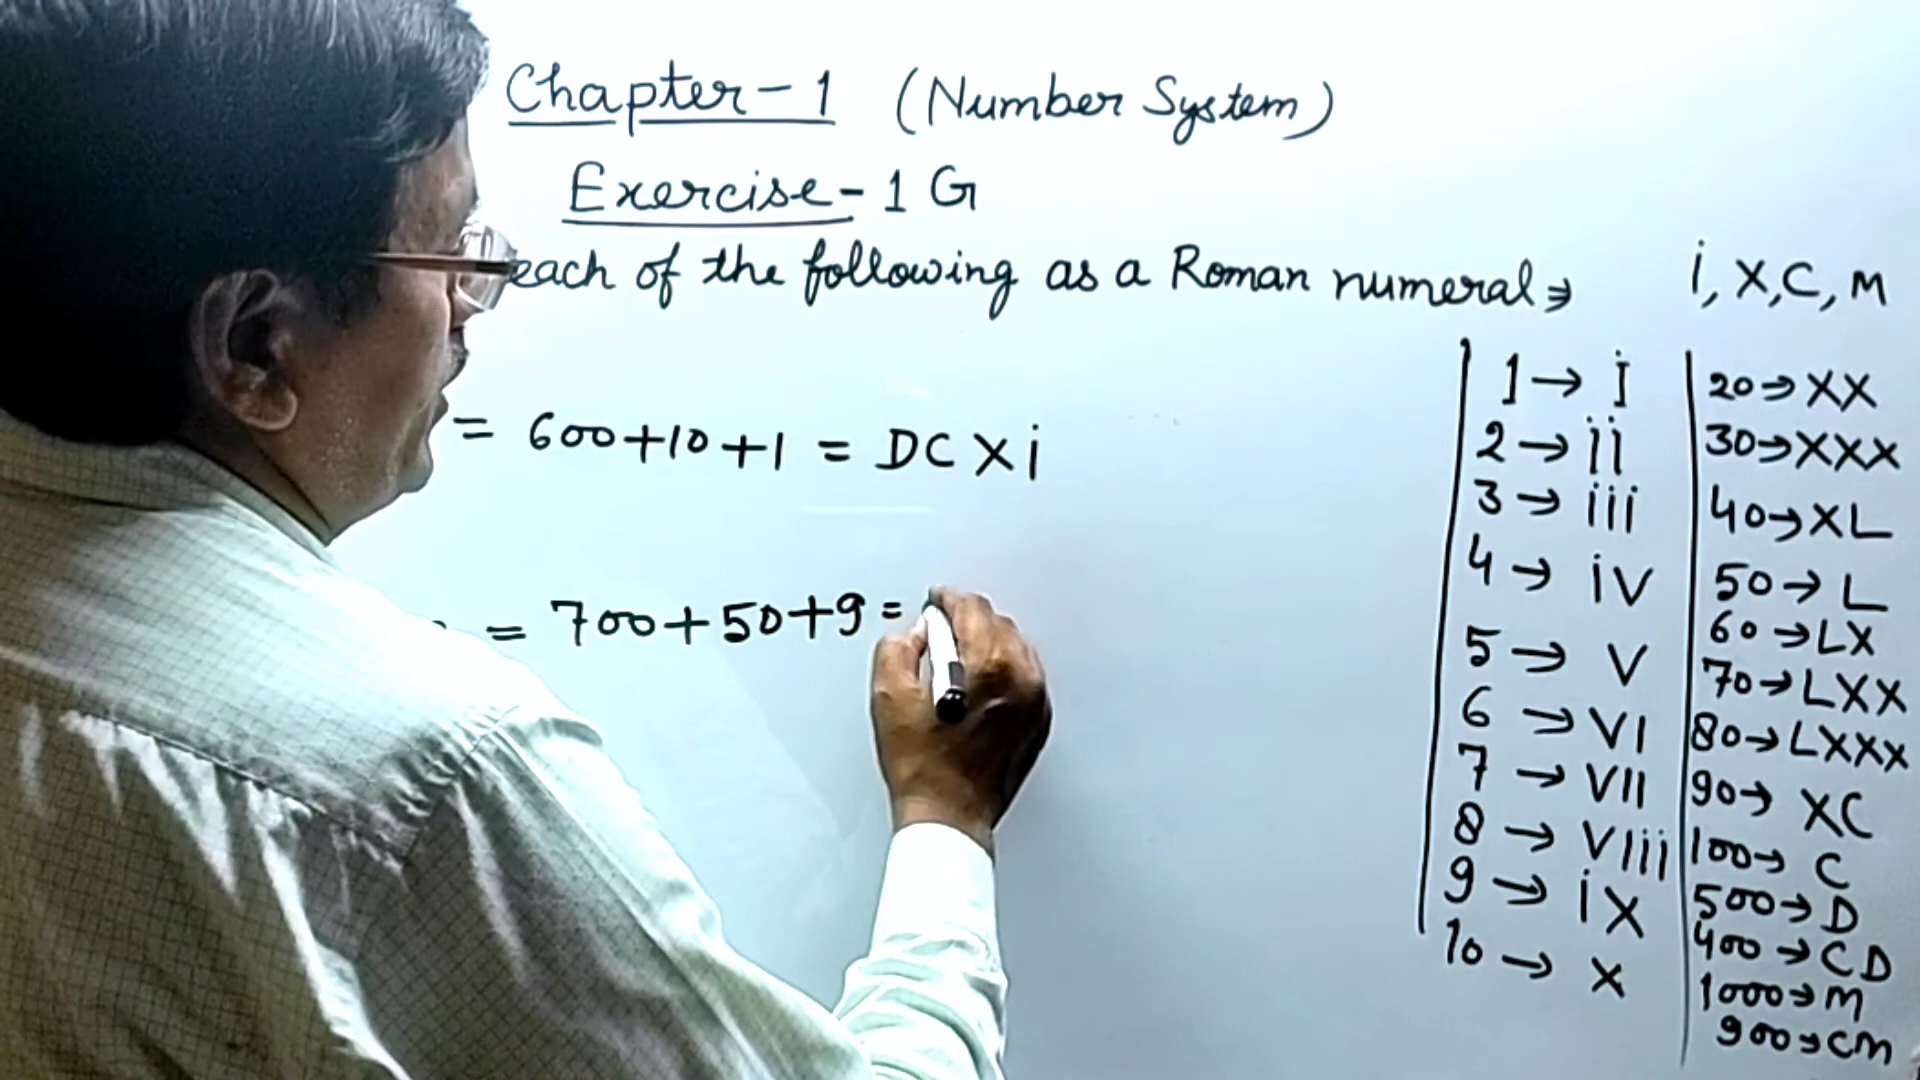 Chapter-1 (Number System)
Exercise-1 G
each of the following as a Roman numeral⇒
= 600+10+1 = DC X i
= 700+50+9 =
i, X, C, M
1→ I
2→ ii
3→ iii
4→ iv
5→ V
6→ VI
7→ VII
8→ Viii
9→ iX
10→ X
20→XX
30→XXX
40→XL
50→L
60→LX
70→LXX
80→LXXX
90→ XC
100→ C
500→D
400→CD
1000→M
900→CM